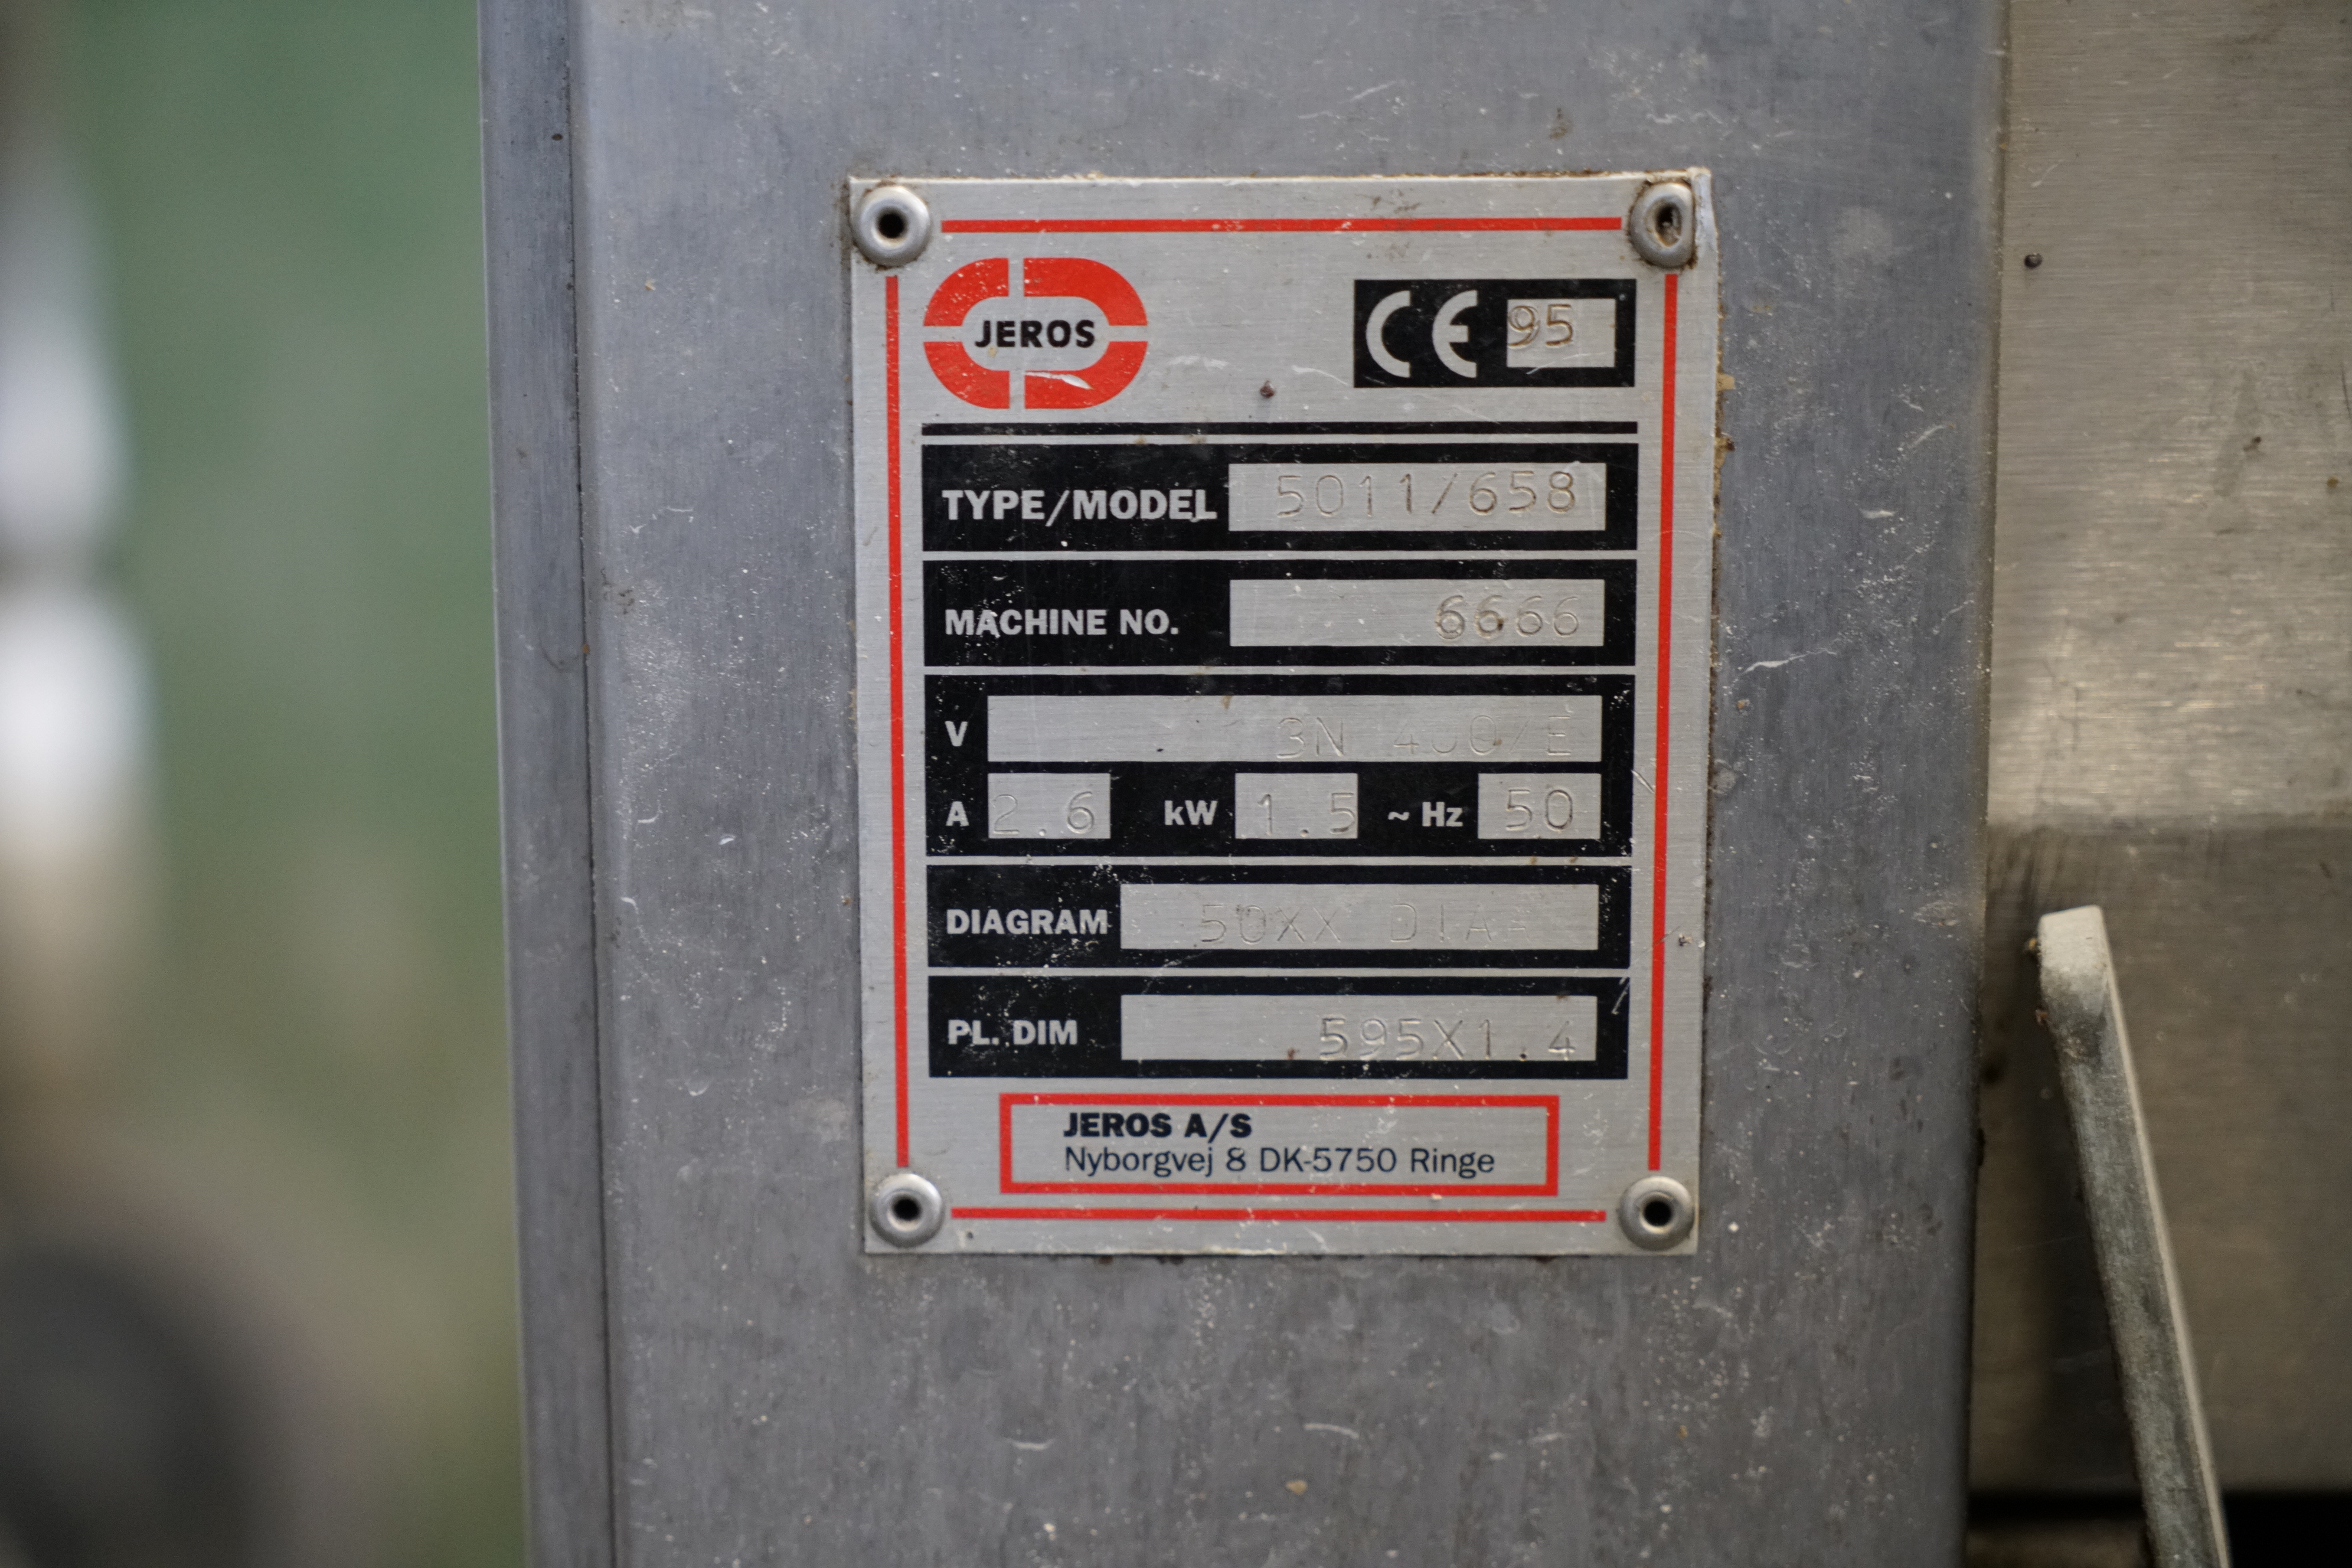 JEROS
CE 95
TYPE/MODEL 5011/658
MACHINE NO. 6666
V 3N 400/E
A 2.6 kW 1.5 ~ Hz 50
DIAGRAM 50XX
PL. DIM 595X1.4
JEROS A/S
Nyborgvej 8 DK-5750 Ringe